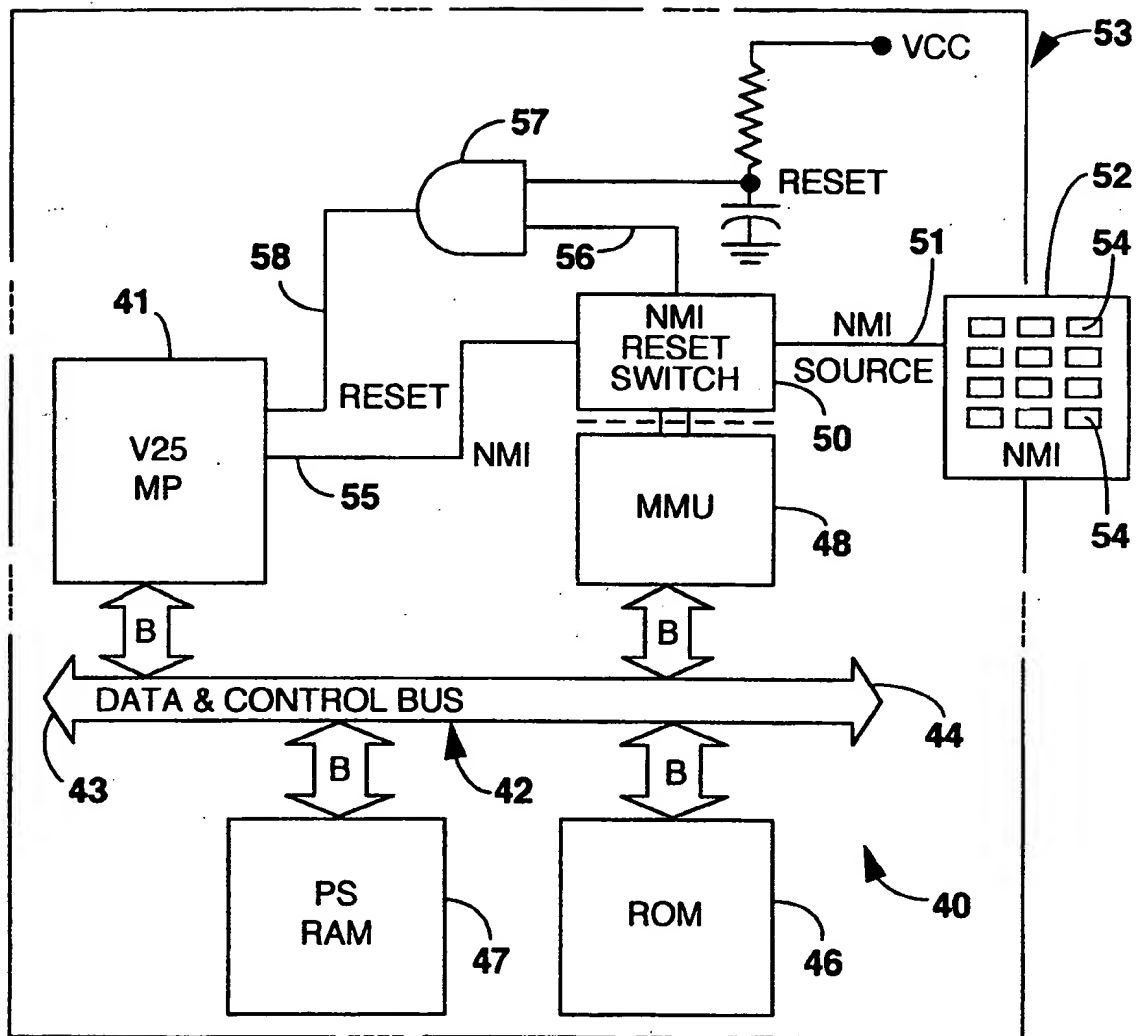 53
VCC
57
RESET
52
54
51
58
56
41
NMI
RESET
SWITCH
NMI
SOURCE
RESET
50
V25
MP
NMI
NMI
55
MMU
48
54
B
B
DATA & CONTROL BUS
43
42
44
B
B
PS
RAM
ROM
40
47
46